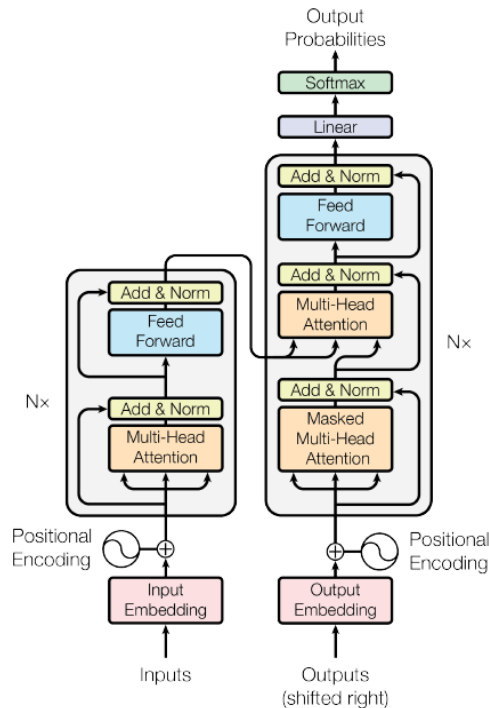 Output
Probabilities
Softmax
Linear
Add & Norm
Feed
Forward
Add & Norm
Multi-Head
Attention
Add & Norm
Masked
Multi-Head
Attention
N×
Add & Norm
Feed
Forward
Add & Norm
Multi-Head
Attention
N×
Positional
Encoding
Positional
Encoding
Input
Embedding
Output
Embedding
Inputs
Outputs
(shifted right)